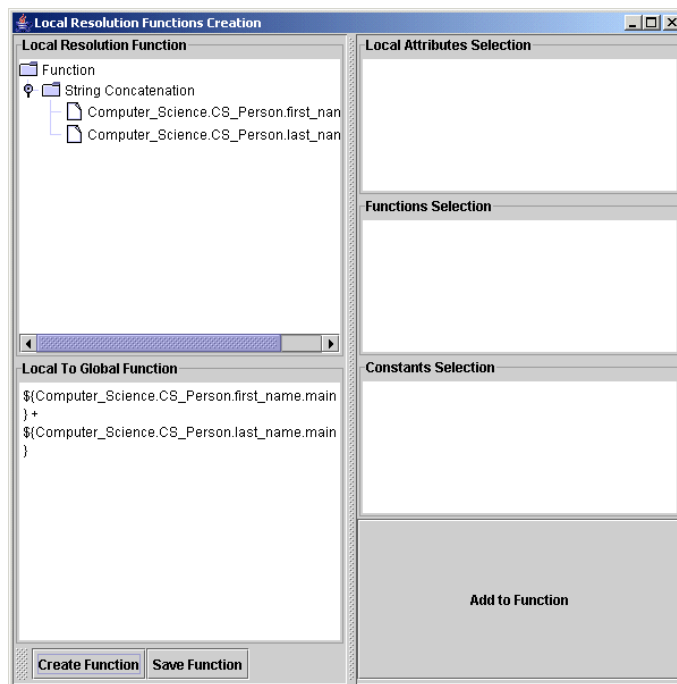 Local Resolution Functions Creation
Local Resolution Function
Function
String Concatenation
Computer_Science.CS_Person.first_nan
Computer_Science.CS_Person.last_nan
Local To Global Function
${Computer_Science.CS_Person.first_name.main
} +
${Computer_Science.CS_Person.last_name.main
}
Create Function
Save Function
Local Attributes Selection
Functions Selection
Constants Selection
Add to Function